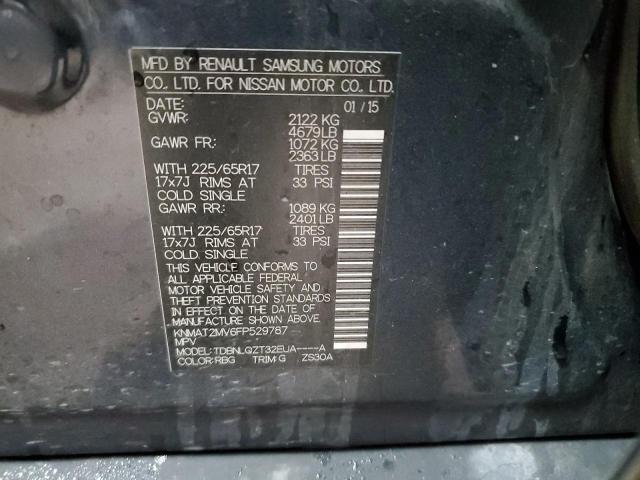 MFD BY RENAULT SAMSUNG MOTORS
CO., LTD. FOR NISSAN MOTOR CO., LTD.
DATE: 01/15
GVWR: 2122 KG
4679 LB
GAWR FR: 1072 KG
2363 LB
WITH 225/65R17 TIRES
17x7J RIMS AT 33 PSI
COLD SINGLE
GAWR RR: 1089 KG
2401 LB
WITH 225/65R17 TIRES
17x7J RIMS AT 33 PSI
COLD SINGLE
THIS VEHICLE CONFORMS TO
ALL APPLICABLE FEDERAL
MOTOR VEHICLE SAFETY AND
THEFT PREVENTION STANDARDS
IN EFFECT ON THE DATE OF
MANUFACTURE SHOWN ABOVE.
KNMAT2MV6FP529787
MPV
MODEL: TDBNLQZT32EUA----A
COLOR: RBG TRIM: G ZS30A